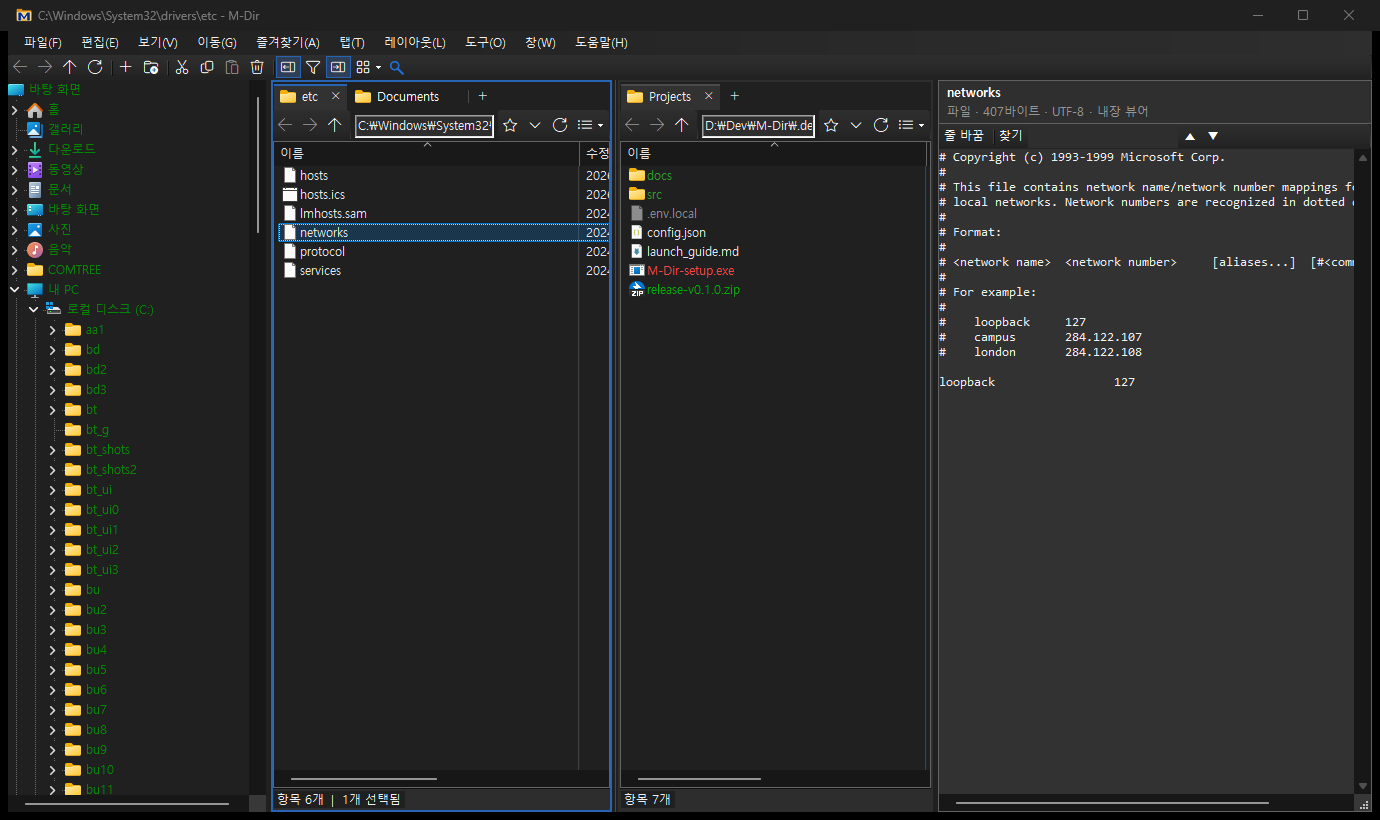 C:\Windows\System32\drivers\etc - M-Dir
파일(F) 편집(E) 보기(V) 이동(G) 즐겨찾기(A) 탭(T) 레이아웃(L) 도구(O) 창(W) 도움말(H)
바탕 화면
홈
갤러리
다운로드
동영상
문서
바탕 화면
사진
음악
COMTREE
내 PC
로컬 디스크 (C:)
aa1
bd
bd2
bd3
bt
bt_g
bt_shots
bt_shots2
bt_ui
bt_ui0
bt_ui1
bt_ui2
bt_ui3
bu
bu2
bu3
bu4
bu5
bu6
bu7
bu8
bu9
bu10
bu11
etc Documents
C:₩Windows₩System32
이름 수정
hosts 2026
hosts.ics 2026
lmhosts.sam 2024
networks 2024
protocol 2024
services 2024
항목 6개 | 1개 선택됨
Projects
D:₩Dev₩M-Dir₩.de
이름
docs
src
.env.local
config.json
launch_guide.md
M-Dir-setup.exe
ZIP release-v0.1.0.zip
항목 7개
networks
파일 · 407바이트 · UTF-8 · 내장 뷰어
줄 바꿈 찾기
# Copyright (c) 1993-1999 Microsoft Corp.
#
# This file contains network name/network number mappings fo
# local networks. Network numbers are recognized in dotted
#
# Format:
#
# <network name>  <network number>     [aliases...]  [#<com
#
# For example:
#
#    loopback     127
#    campus       284.122.107
#    london       284.122.108
loopback                 127